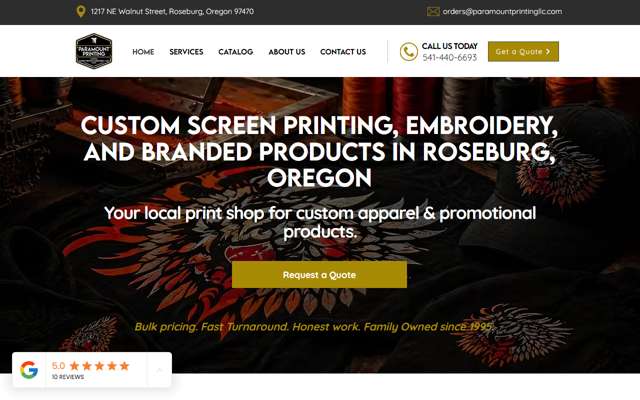 1217 NE Walnut Street, Roseburg, Oregon 97470
orders@paramountprintingllc.com
PARAMOUNT
PRINTING
HOME
SERVICES
CATALOG
ABOUT US
CONTACT US
CALL US TODAY
541-440-6693
Get a Quote
CUSTOM SCREEN PRINTING, EMBROIDERY,
AND BRANDED PRODUCTS IN ROSEBURG,
OREGON
Your local print shop for custom apparel & promotional
products.
Request a Quote
Bulk pricing. Fast Turnaround. Honest work. Family Owned since 1995.
5.0
10 REVIEWS